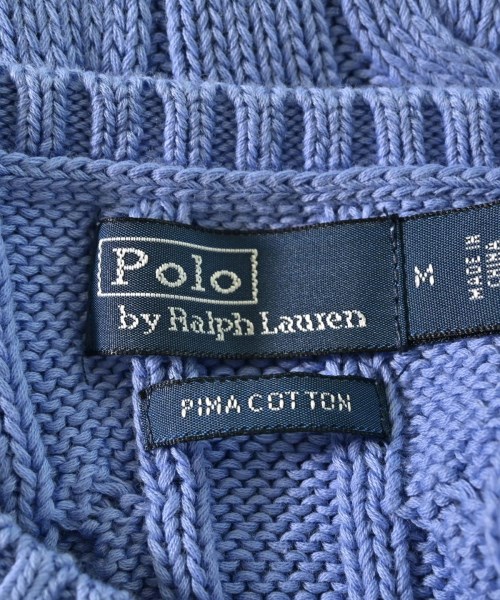 Polo
by Ralph Lauren
M
MADE IN
CHINA
PIMA COTTON